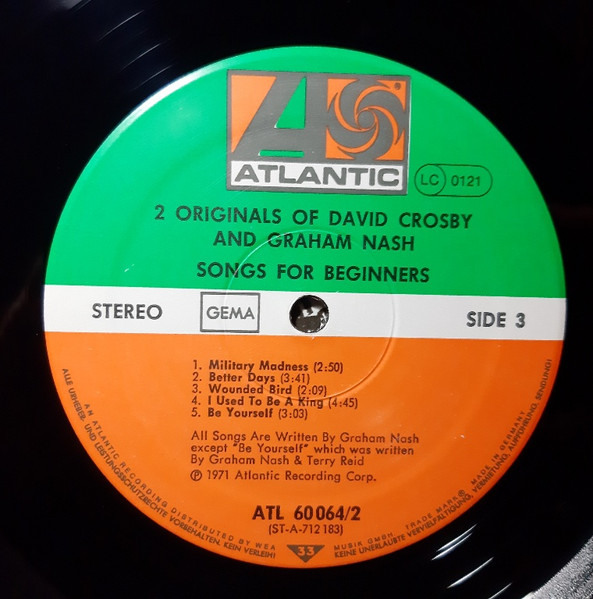 ATLANTIC
LC 0121
2 ORIGINALS OF DAVID CROSBY
AND GRAHAM NASH
SONGS FOR BEGINNERS
STEREO
GEMA
SIDE 3
1. Military Madness (2:50)
2. Better Days (3:41)
3. Wounded Bird (2:09)
4. I Used To Be A King (4:45)
5. Be Yourself (3:03)
All Songs Are Written By Graham Nash
except "Be Yourself" which was written
by Graham Nash & Terry Reid
℗ 1971 Atlantic Recording Corp.
ATL 60 064/2
(ST-A-712 183)
33
AN ATLANTIC RECORDING DISTRIBUTED BY WEA MUSIK GMBH. TRADE MARK® MADE IN GERMANY
ALLE URHEBER- UND LEISTUNGSSCHUTZRECHTE VORBEHALTEN. KEIN VERLEIH! KEINE UNERLAUBTE VERVIELFÄLTIGUNG, VERMIETUNG, AUFFÜHRUNG, SENDUNG!